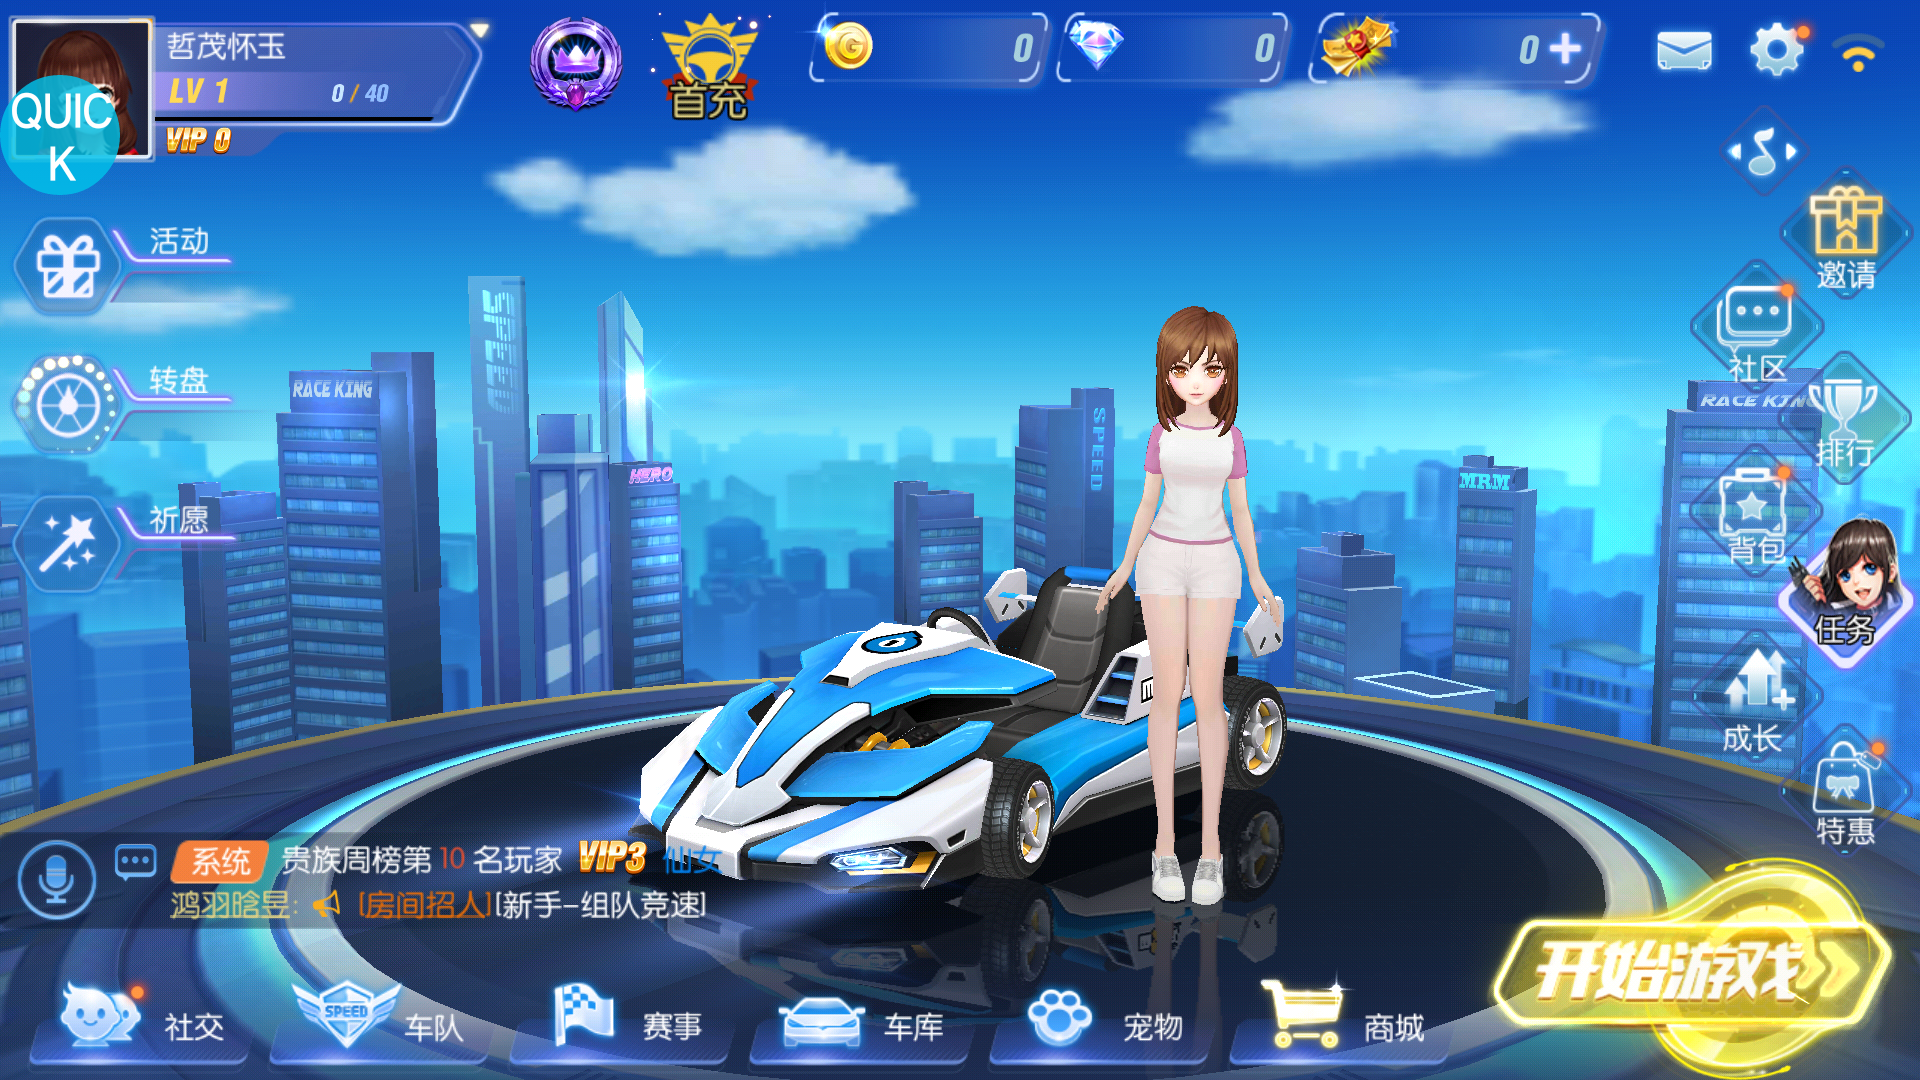 哲茂怀玉
LV 1
0 / 40
VIP 0
QUIC
K
首充
0
0
0
活动
转盘
祈愿
邀请
社区
排行
背包
任务
成长
特惠
SPEED
RACE KING
HERO
SPEED
MRM
RACE KING
系统 贵族周榜第 10 名玩家 VIP3 仙女
鸿羽晗昱: [房间招人][新手-组队竞速]
开始游戏
社交
SPEED
车队
赛事
车库
宠物
商城